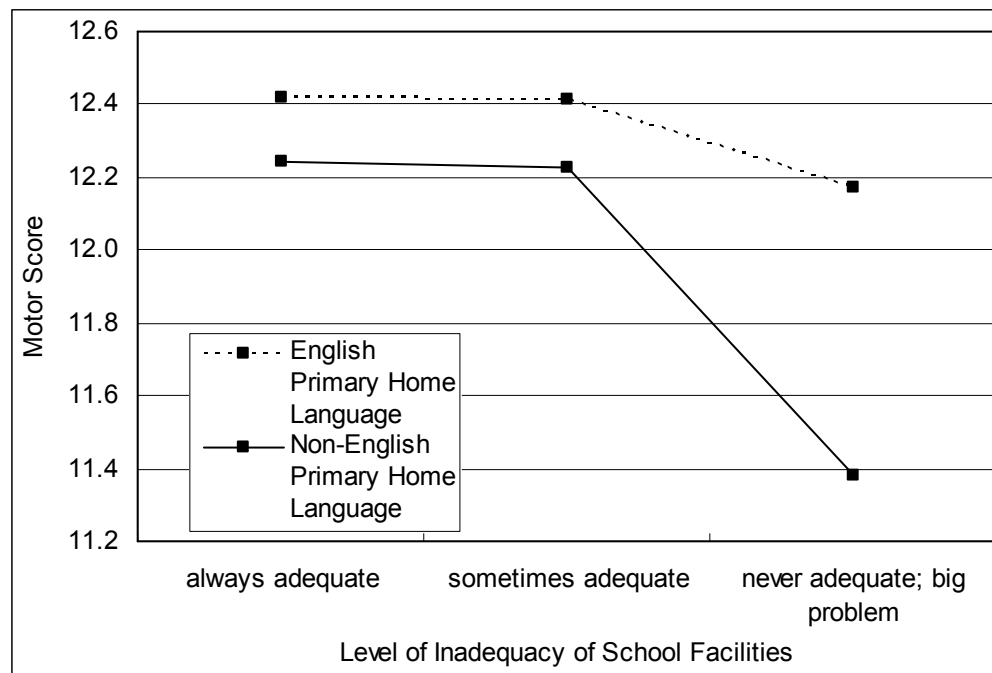 12.6
12.4
12.2
12.0
11.8
11.6
11.4
11.2
Motor Score
English
Primary Home
Language
Non-English
Primary Home
Language
always adequate
sometimes adequate
never adequate; big
problem
Level of Inadequacy of School Facilities